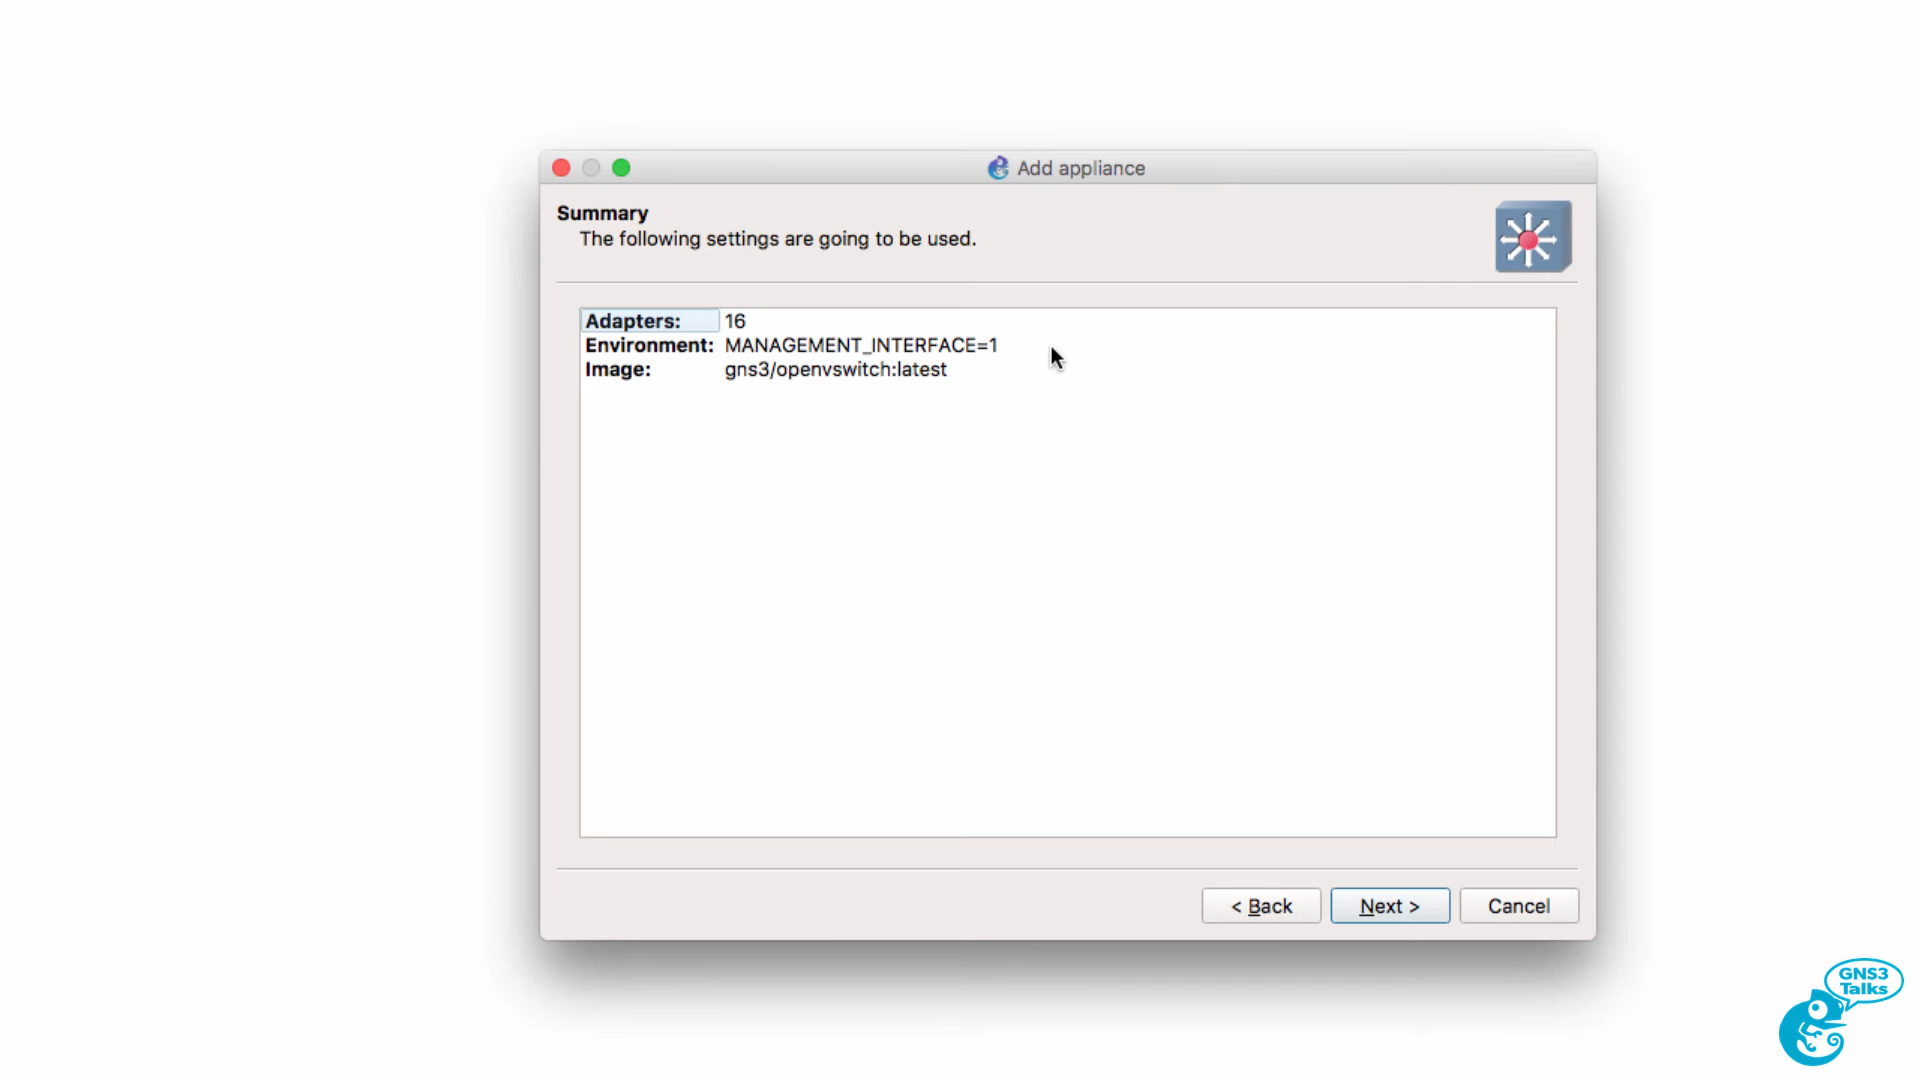 Add appliance
Summary
The following settings are going to be used.
Adapters: 16
Environment: MANAGEMENT_INTERFACE=1
Image: gns3/openvswitch:latest
< Back Next > Cancel
GNS3
Talks